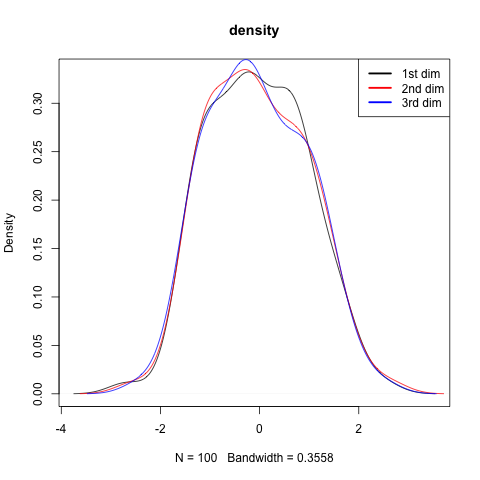 density
1st dim
2nd dim
3rd dim
Density
0.00
0.05
0.10
0.15
0.20
0.25
0.30
-4
-2
0
2
N = 100   Bandwidth = 0.3558